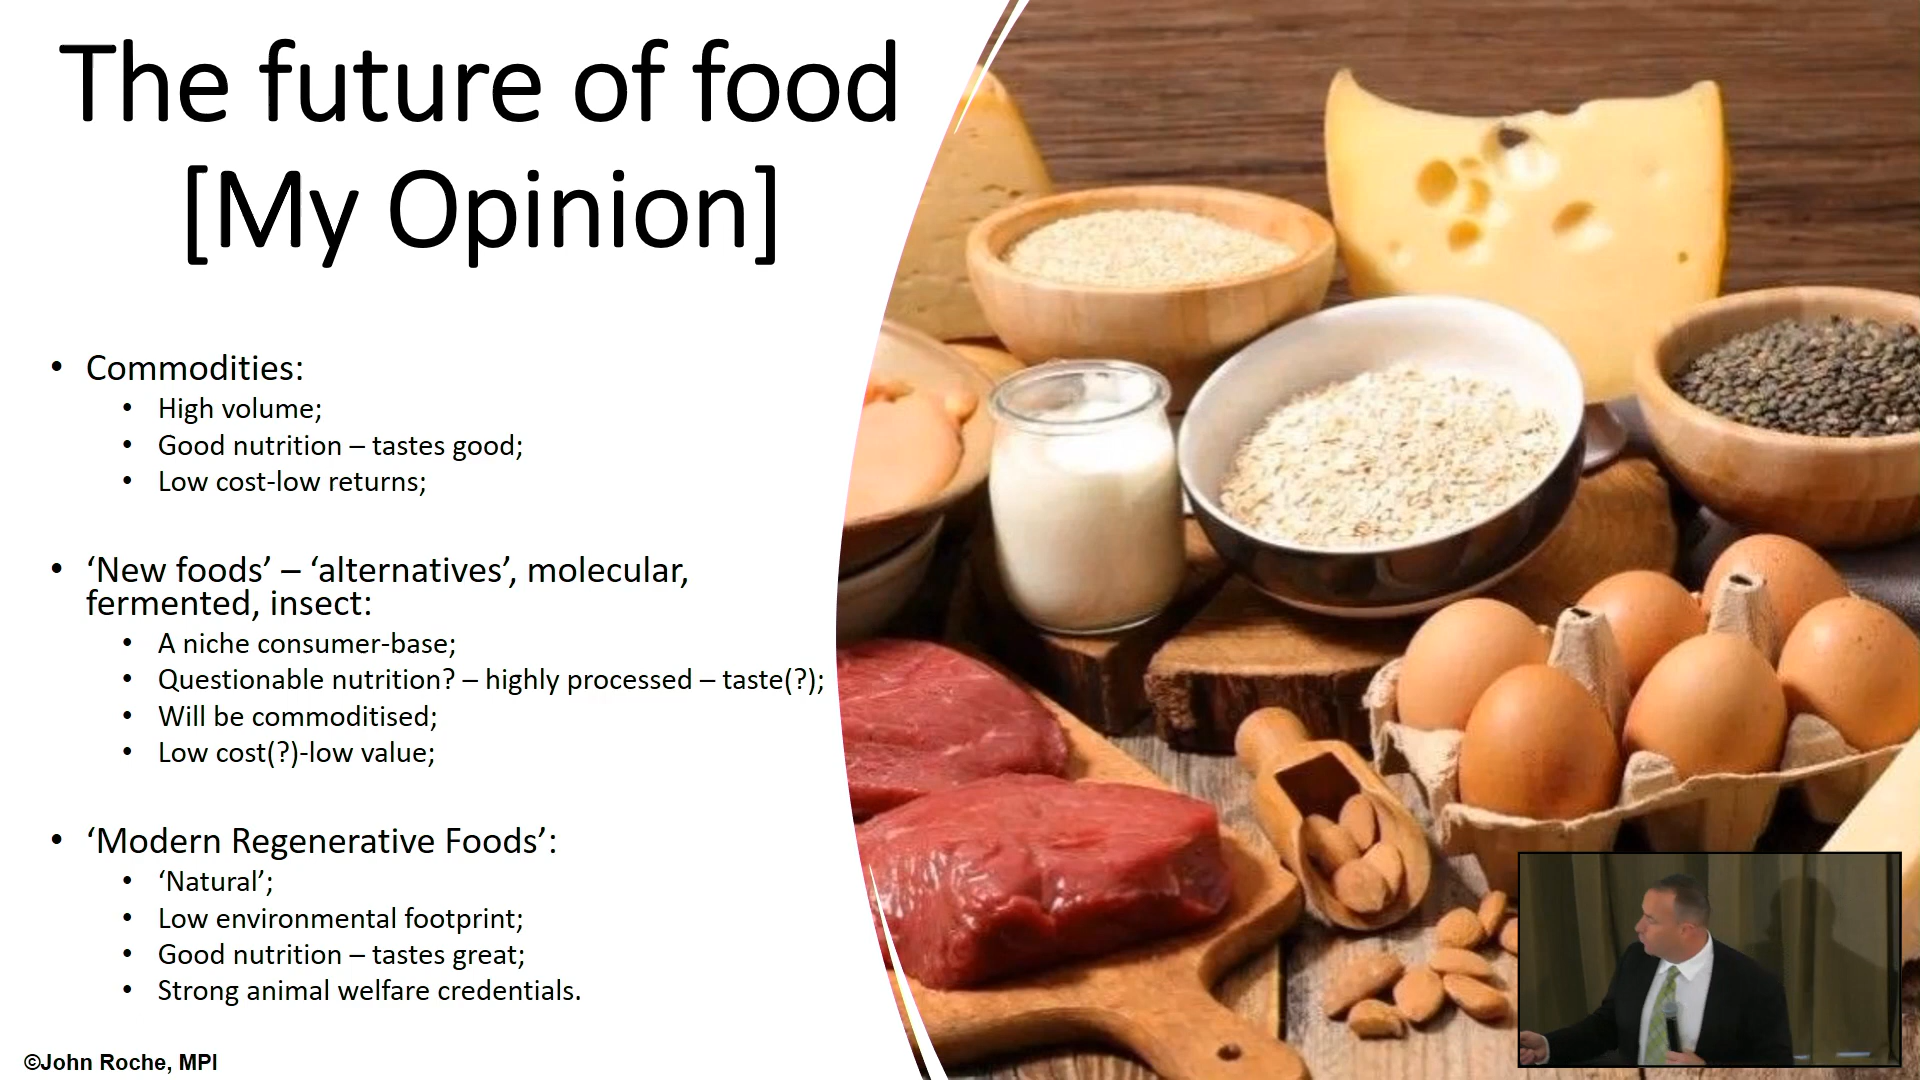 The future of food
[My Opinion]
• Commodities:
• High volume;
• Good nutrition – tastes good;
• Low cost-low returns;
• ‘New foods’ – ‘alternatives’, molecular,
fermented, insect:
• A niche consumer-base;
• Questionable nutrition? – highly processed – taste(?);
• Will be commoditised;
• Low cost(?)-low value;
• ‘Modern Regenerative Foods’:
• ‘Natural’;
• Low environmental footprint;
• Good nutrition – tastes great;
• Strong animal welfare credentials.
©John Roche, MPI